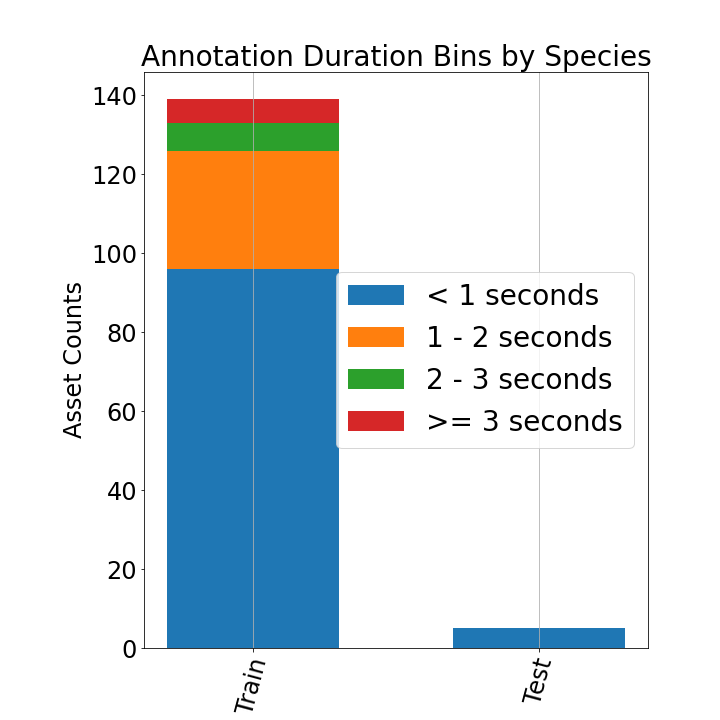 Annotation Duration Bins by Species
Asset Counts
140
120
100
80
60
40
20
0
< 1 seconds
1 - 2 seconds
2 - 3 seconds
>= 3 seconds
Train
Test